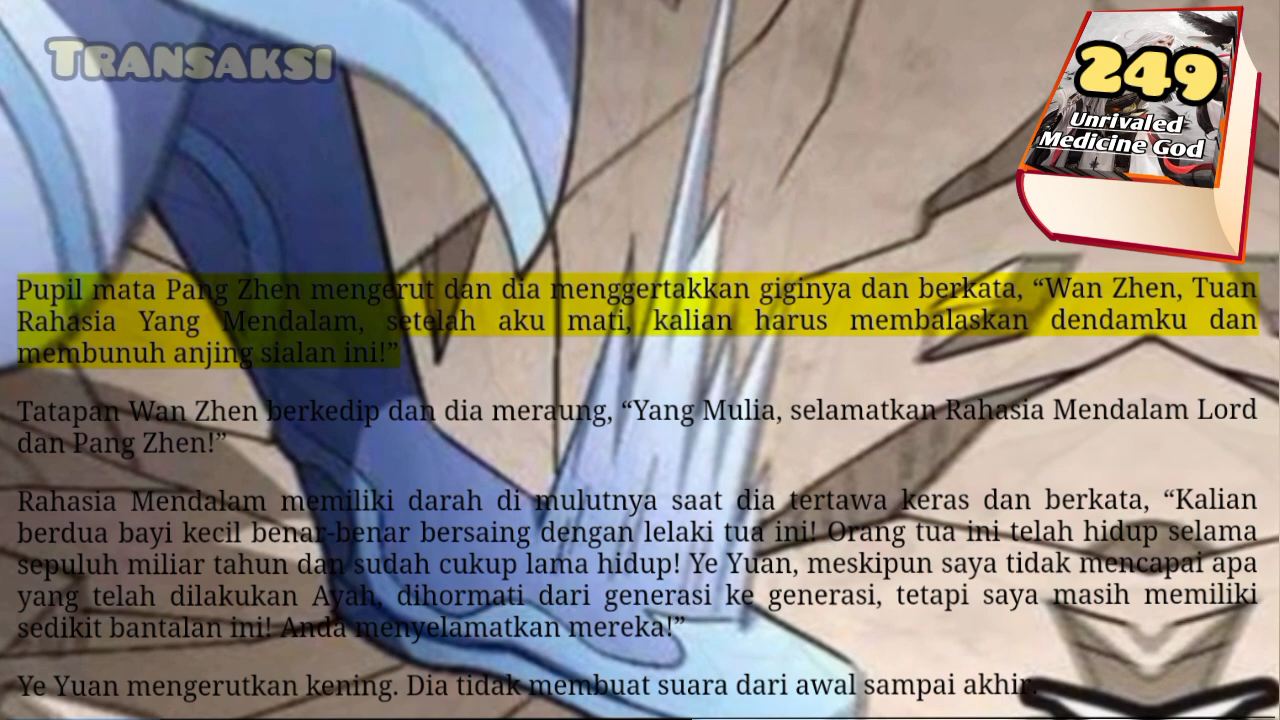 TRANSAKSI
249
Unrivaled
Medicine God
Pupil mata Pang Zhen mengerut dan dia menggertakkan giginya dan berkata, “Wan Zhen, Tuan
Rahasia Yang Mendalam, setelah aku mati, kalian harus membalaskan dendamku dan
membunuh anjing sialan ini!”
Tatapan Wan Zhen berkedip dan dia meraung, “Yang Mulia, selamatkan Rahasia Mendalam Lord
dan Pang Zhen!”
Rahasia Mendalam memiliki darah di mulutnya saat dia tertawa keras dan berkata, “Kalian
berdua bayi kecil benar-benar bersaing dengan lelaki tua ini! Orang tua ini telah hidup selama
sepuluh miliar tahun dan sudah cukup lama hidup! Ye Yuan, meskipun saya tidak mencapai apa
yang telah dilakukan Ayah, dihormati dari generasi ke generasi, tetapi saya masih memiliki
sedikit bantalan ini! Anda menyelamatkan mereka!”
Ye Yuan mengerutkan kening. Dia tidak membuat suara dari awal sampai akhir.